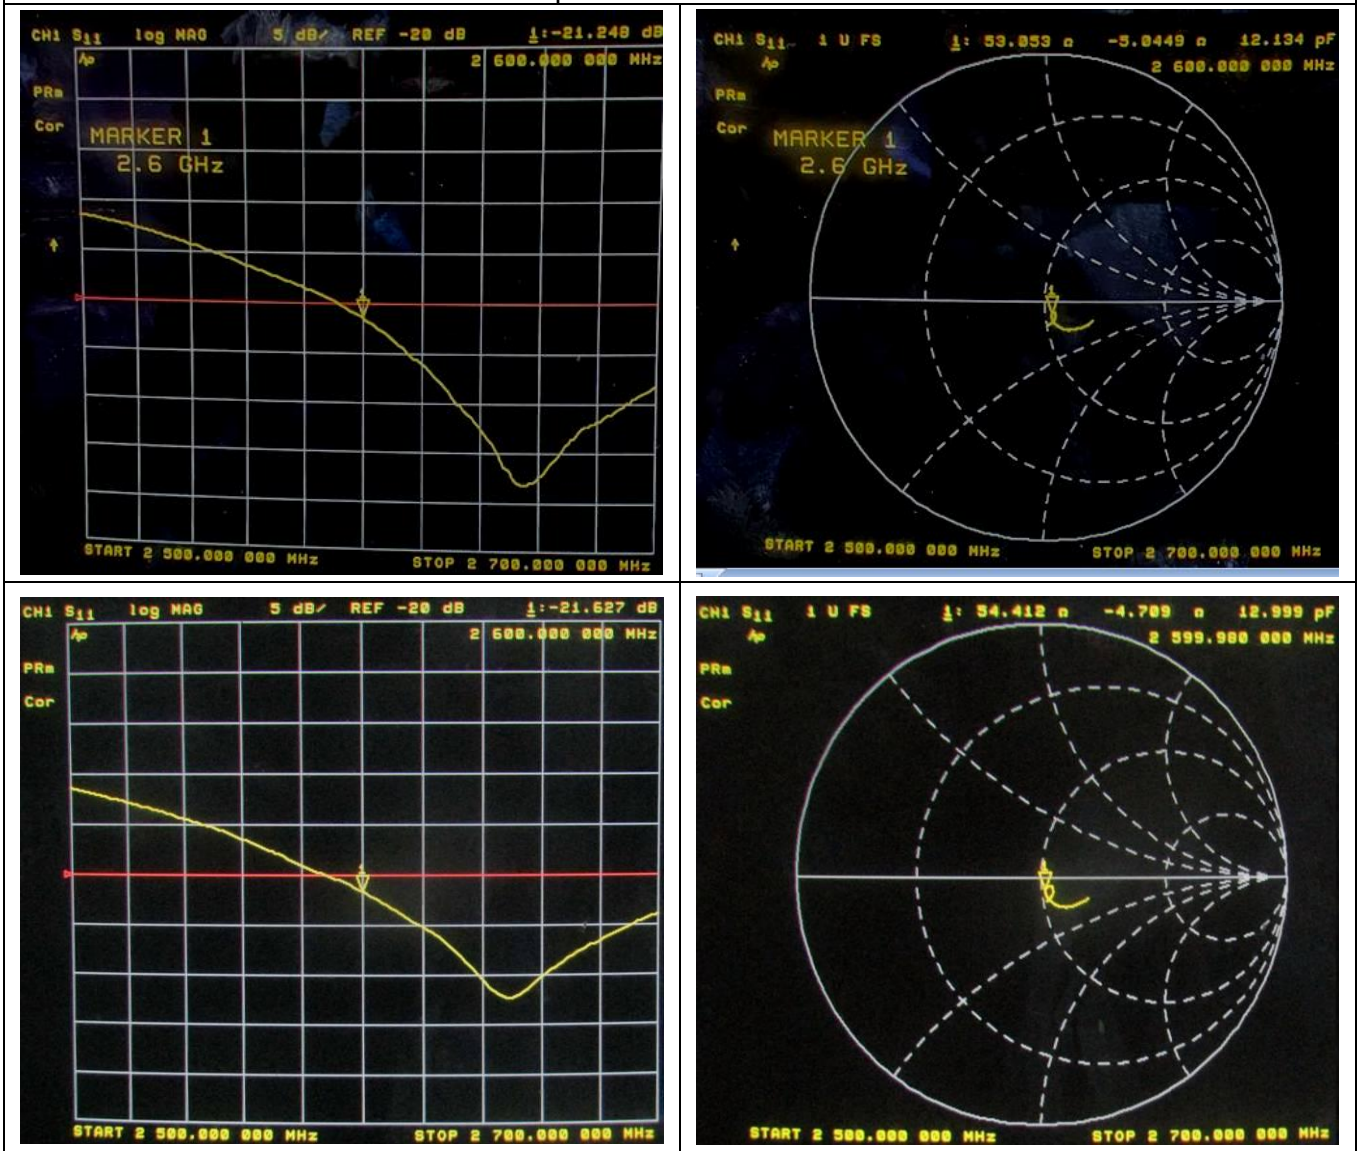 CH1 S11 log MAG 5 dB/ REF -20 dB 1:-21.248 dB
2 600.000 000 MHz
PRm
Cor
MARKER 1
2.6 GHz
1
START 2 500.000 000 MHz STOP 2 700.000 000 MHz
CH1 S11 1 U FS 1: 53.053 Ω -5.0449 Ω 12.134 pF
2 600.000 000 MHz
PRm
Cor
MARKER 1
2.6 GHz
1
START 2 500.000 000 MHz STOP 2 700.000 000 MHz
CH1 S11 log MAG 5 dB/ REF -20 dB 1:-21.627 dB
2 600.000 000 MHz
PRm
Cor
1
START 2 500.000 000 MHz STOP 2 700.000 000 MHz
CH1 S11 1 U FS 1: 54.412 Ω -4.709 Ω 12.999 pF
2 599.980 000 MHz
PRm
Cor
1
START 2 500.000 000 MHz STOP 2 700.000 000 MHz